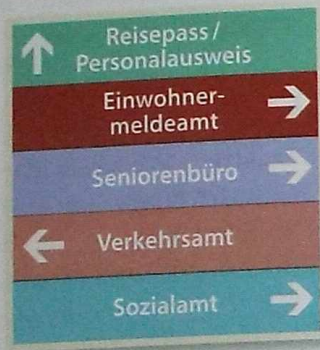 Reisepass /
Personalausweis
Einwohner-
meldeamt
Seniorenbüro
Verkehrsamt
Sozialamt